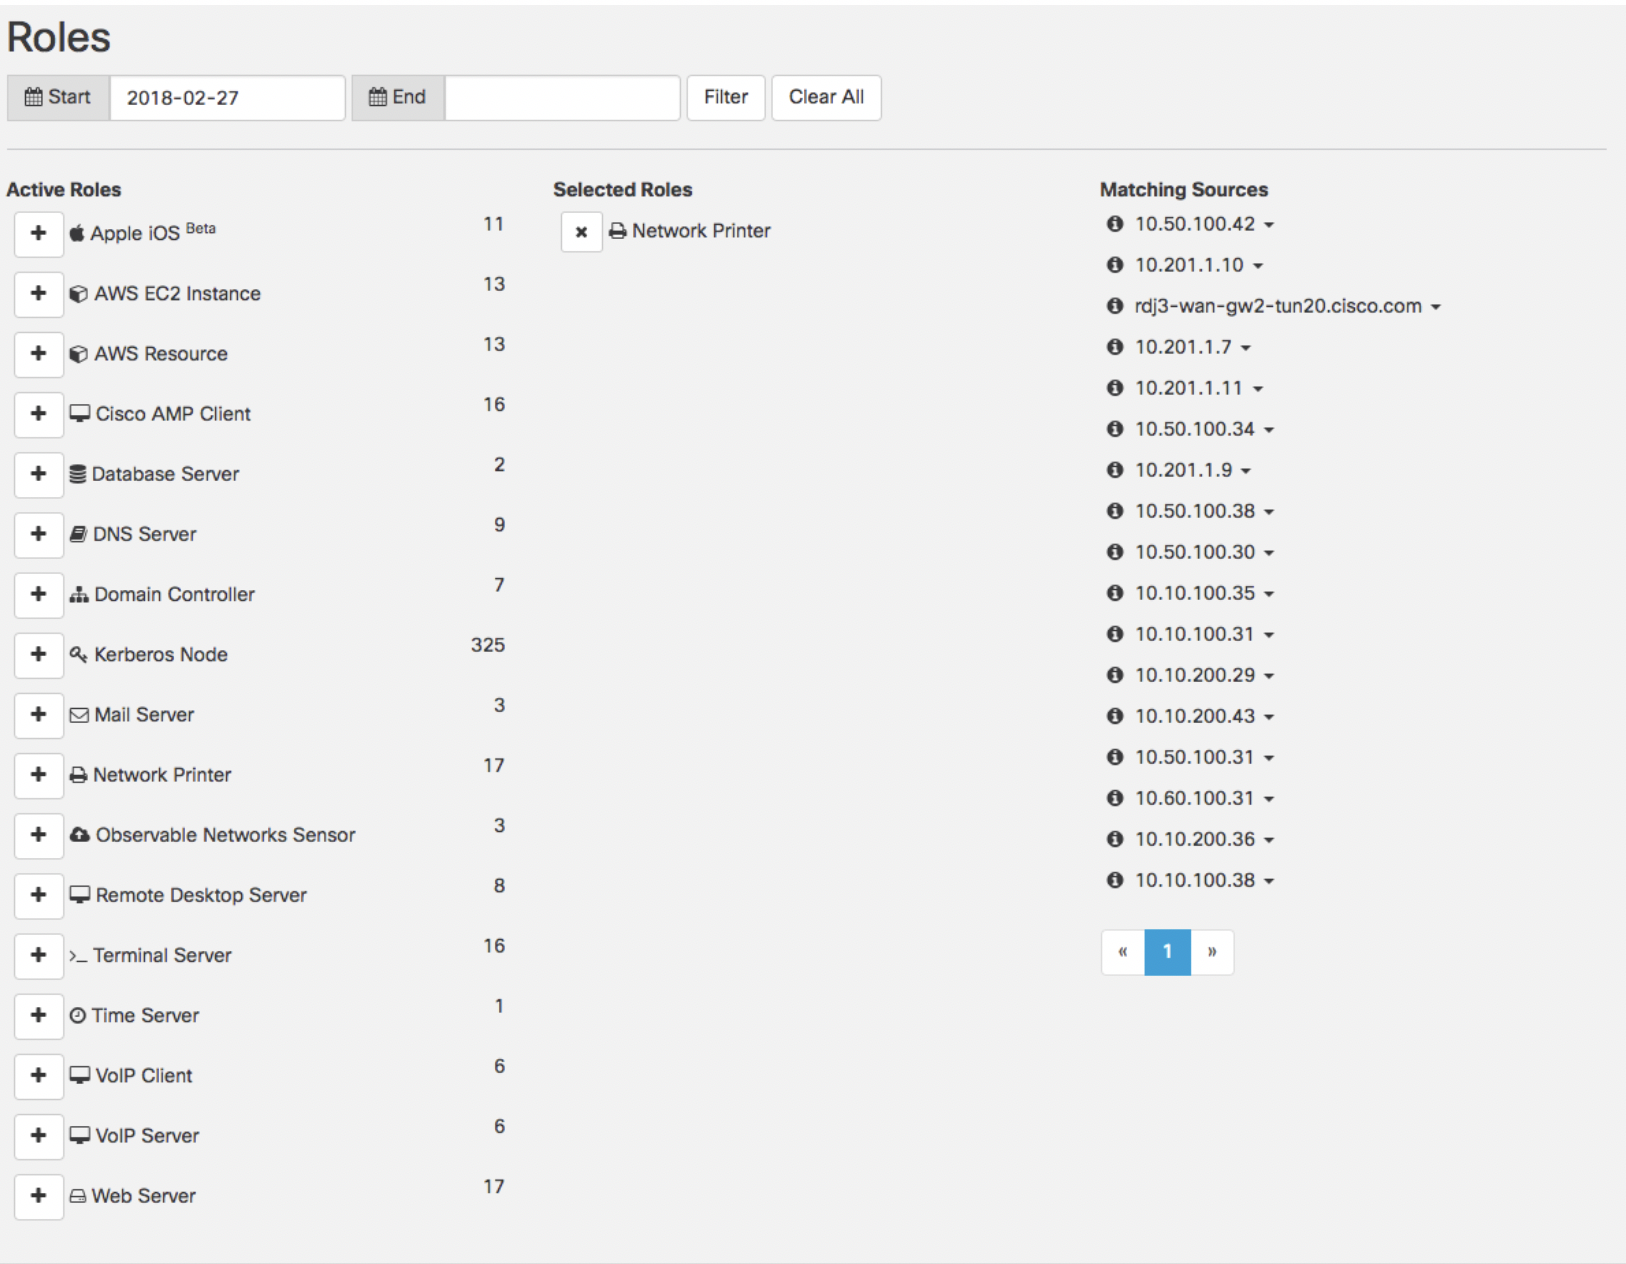 Roles
Start 2018-02-27 End Filter Clear All
Active Roles
Apple iOS Beta 11
AWS EC2 Instance 13
AWS Resource 13
Cisco AMP Client 16
Database Server 2
DNS Server 9
Domain Controller 7
Kerberos Node 325
Mail Server 3
Network Printer 17
Observable Networks Sensor 3
Remote Desktop Server 8
Terminal Server 16
Time Server 1
VoIP Client 6
VoIP Server 6
Web Server 17
Selected Roles
Network Printer
Matching Sources
10.50.100.42
10.201.1.10
rdj3-wan-gw2-tun20.cisco.com
10.201.1.7
10.201.1.11
10.50.100.34
10.201.1.9
10.50.100.38
10.50.100.30
10.10.100.35
10.10.100.31
10.10.200.29
10.10.200.43
10.50.100.31
10.60.100.31
10.10.200.36
10.10.100.38
« 1 »